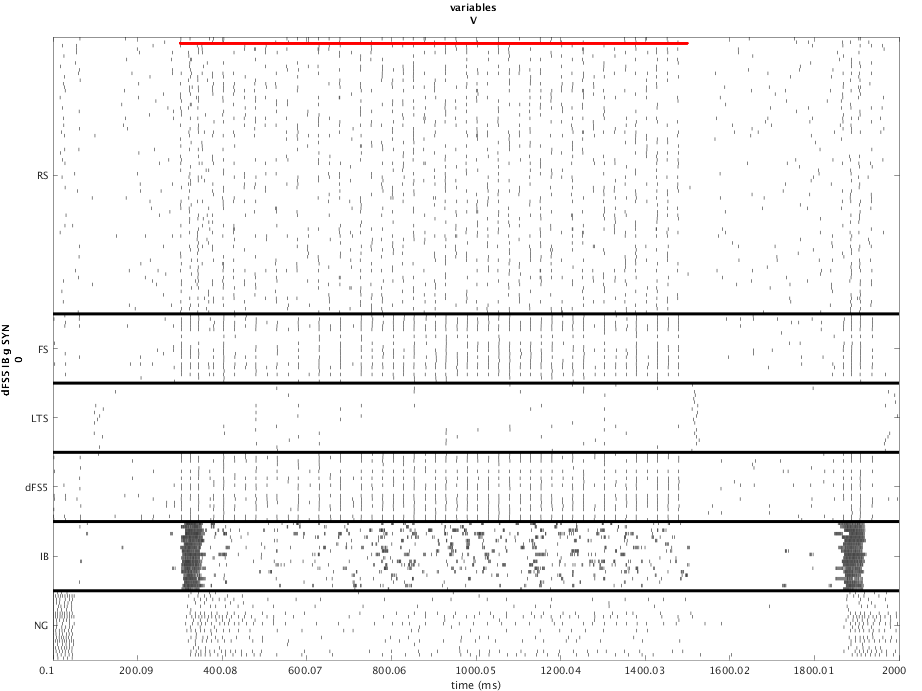 variables
V
RS
FS
LTS
dFS5
IB
NG
dFS5 IB g SYN
0
0.1 200.09 400.08 600.07 800.06 1000.05 1200.04 1400.03 1600.02 1800.01 2000
time (ms)